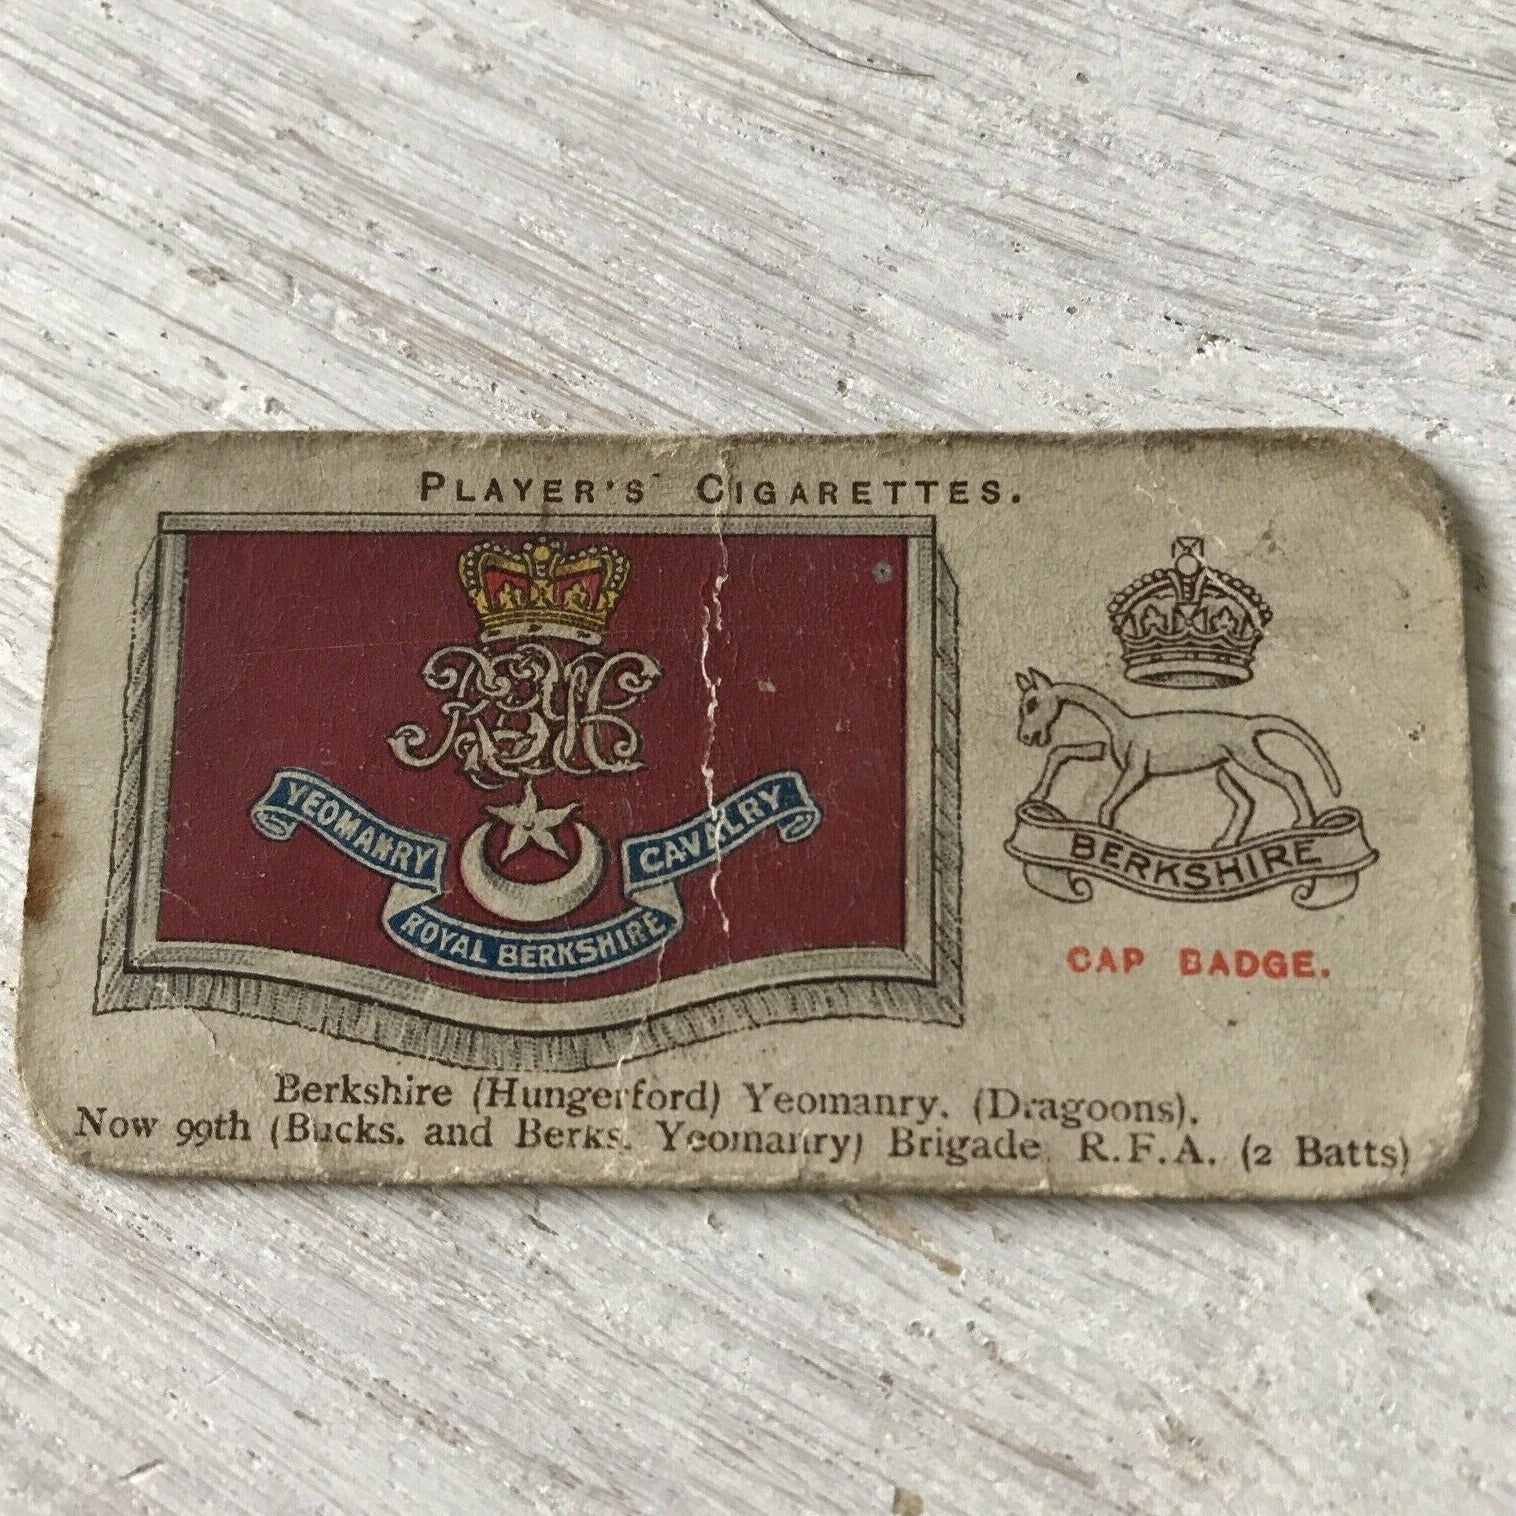 PLAYER'S CIGARETTES.
YEOMANRY CAVALRY
ROYAL BERKSHIRE
BERKSHIRE
CAP BADGE.
Berkshire (Hungerford) Yeomanry. (Dragoons).
Now 99th (Bucks. and Berks. Yeomanry) Brigade, R.F.A. (2 Batts)